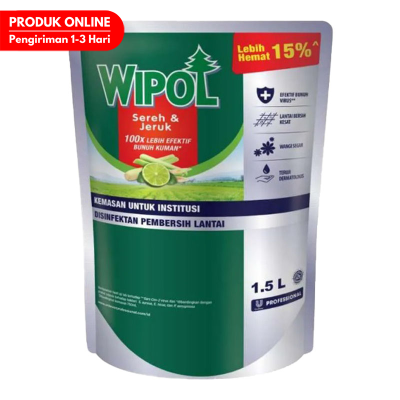 PRODUK ONLINE
Pengiriman 1-3 Hari
Lebih
Hemat 15%^
WIPOL
Sereh &
Jeruk
100x LEBIH EFEKTIF
BUNUH KUMAN*
EFEKTIF BUNUH
VIRUS**
LANTAI BERSIH
KESAT
WANGI SEGAR
TERUJI
DERMATOLOGIS
KEMASAN UNTUK INSTITUSI
DISINFEKTAN PEMBERSIH LANTAI
1.5 L
PROFESSIONAL